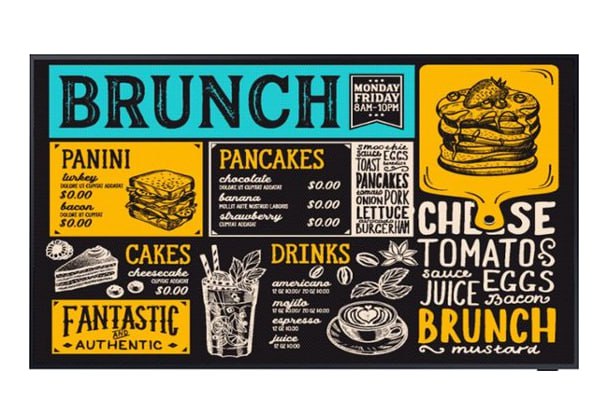 BRUNCH
MONDAY
FRIDAY
8AM-10PM
PANINI
turkey
$0.00
bacon
$0.00
PANCAKES
chocolate
$0.00
banana
$0.00
strawberry
$0.00
smoothie
sauce EGGS
TOAST
PANCAKES
ONION PORK
LETTUCE
BURGER HAM
CAKES
cheesecake
$0.00
FANTASTIC
AND
AUTHENTIC
DRINKS
americano
mojito
espresso
juice
TOMATOS
sauce EGGS
JUICE Bacon
BRUNCH
mustard